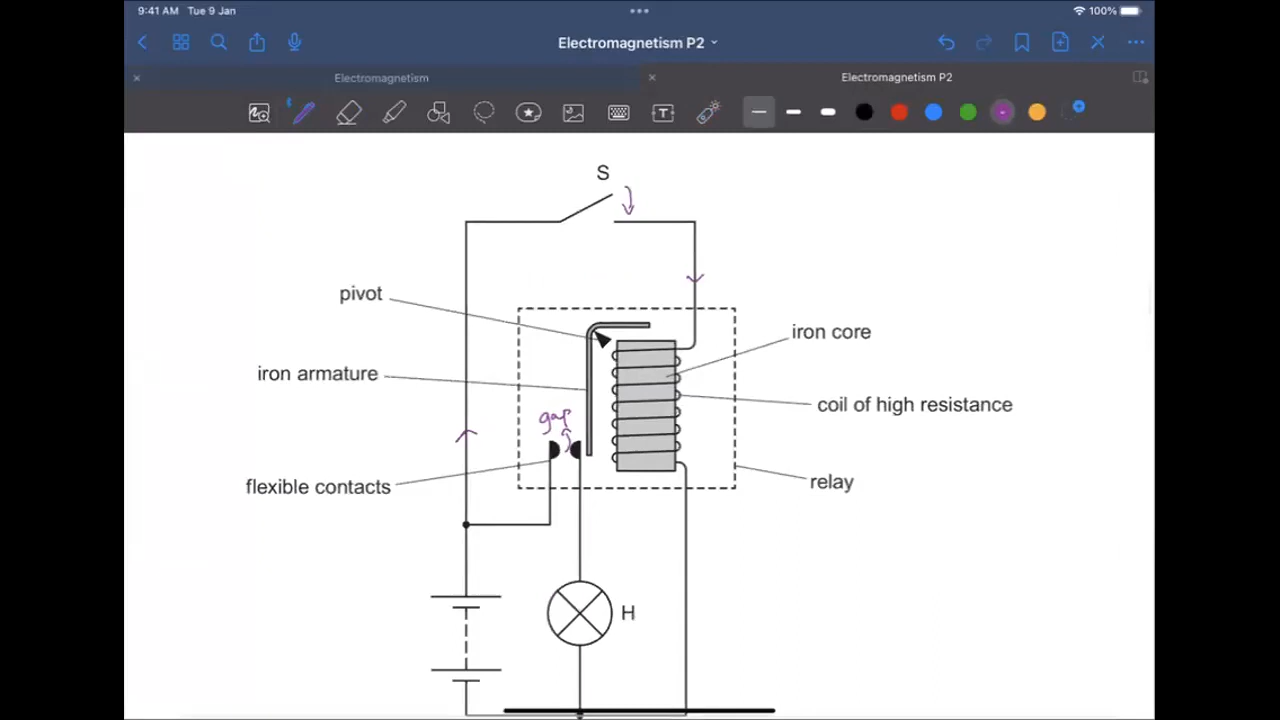 9:41 AM Tue 9 Jan
100%
Electromagnetism P2
Electromagnetism
Electromagnetism P2
T
S
pivot
iron core
iron armature
coil of high resistance
gap
flexible contacts
relay
H